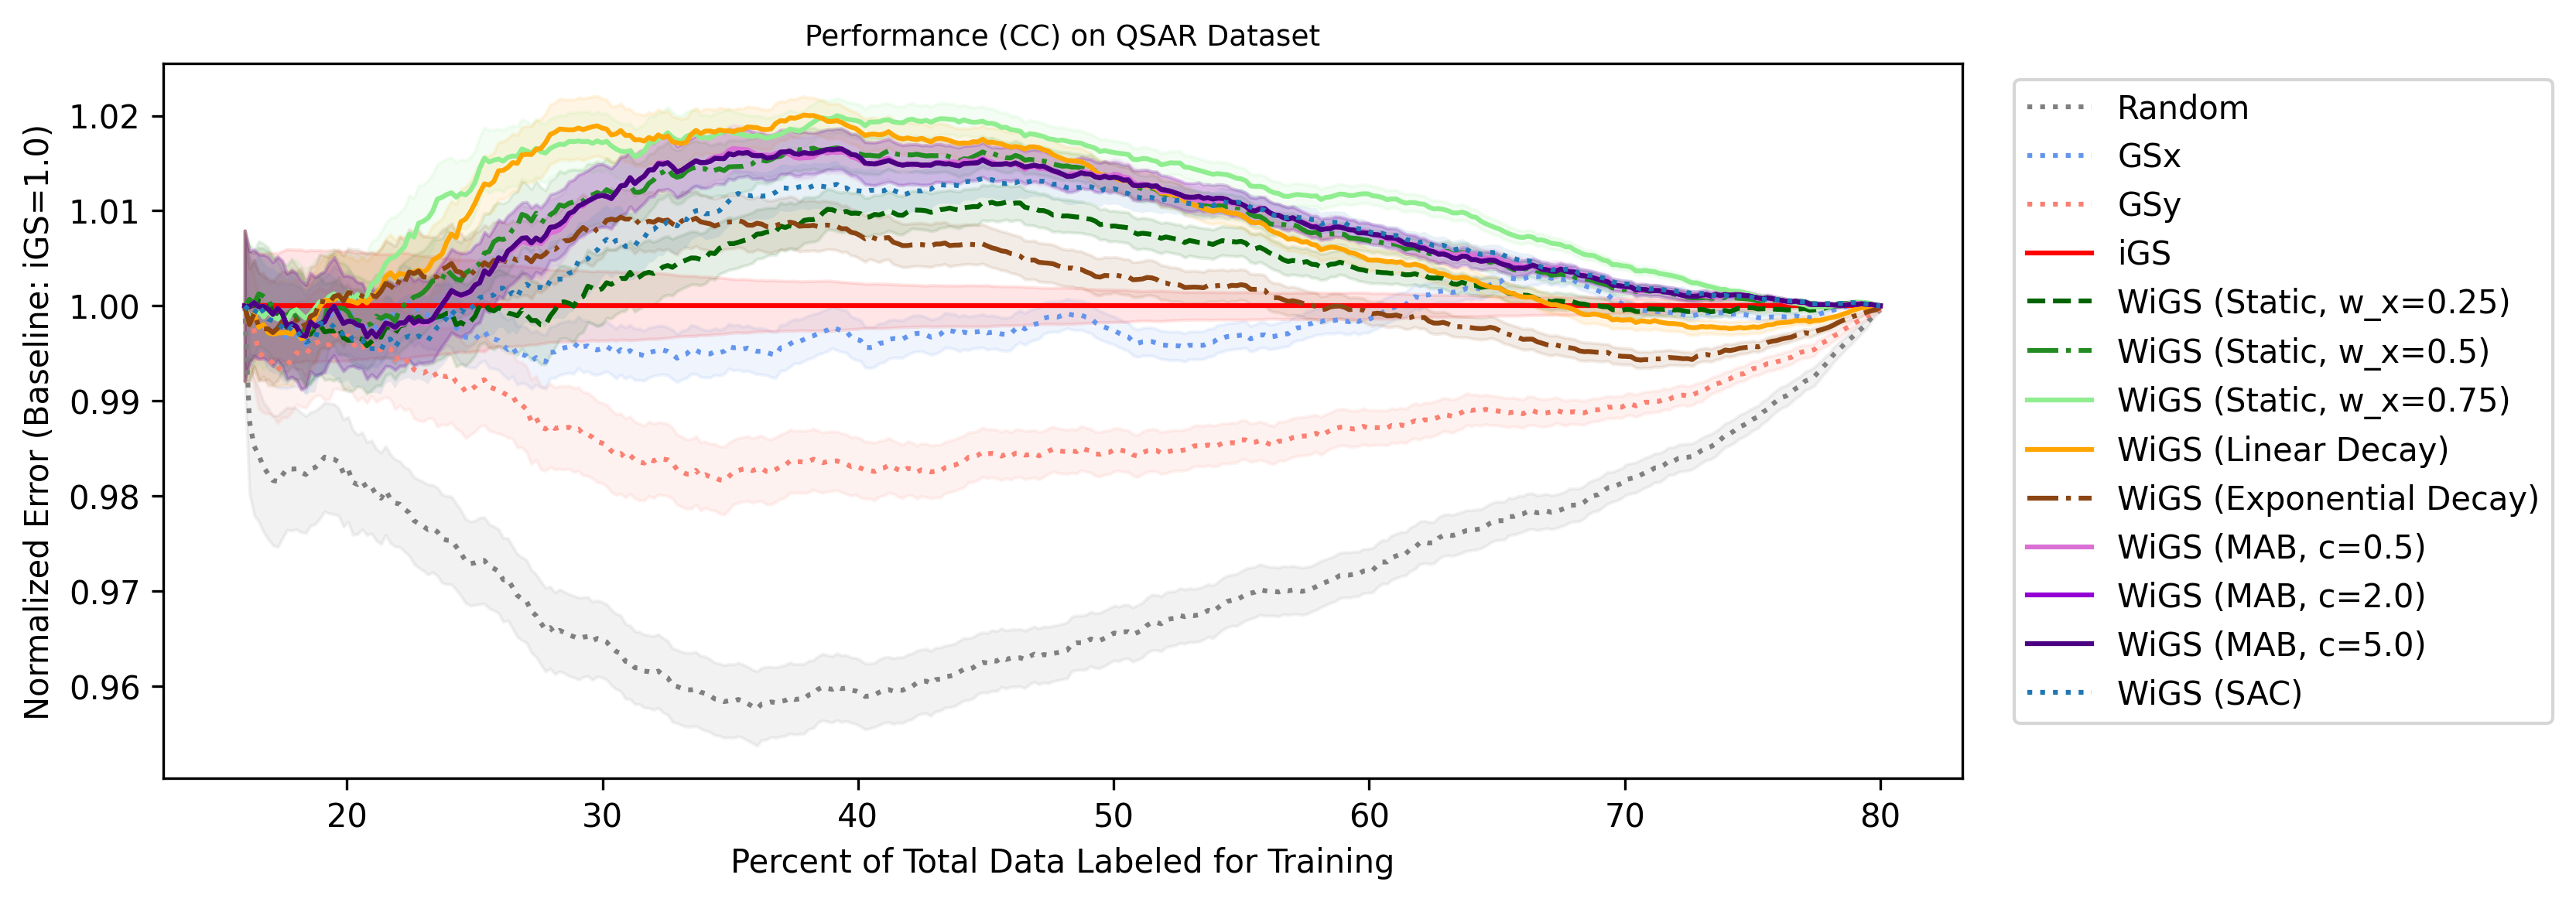 Performance (CC) on QSAR Dataset
Normalized Error (Baseline: iGS=1.0)
1.02
1.01
1.00
0.99
0.98
0.97
0.96
20 30 40 50 60 70 80
Percent of Total Data Labeled for Training
Random
GSx
GSy
iGS
WiGS (Static, w_x=0.25)
WiGS (Static, w_x=0.5)
WiGS (Static, w_x=0.75)
WiGS (Linear Decay)
WiGS (Exponential Decay)
WiGS (MAB, c=0.5)
WiGS (MAB, c=2.0)
WiGS (MAB, c=5.0)
WiGS (SAC)